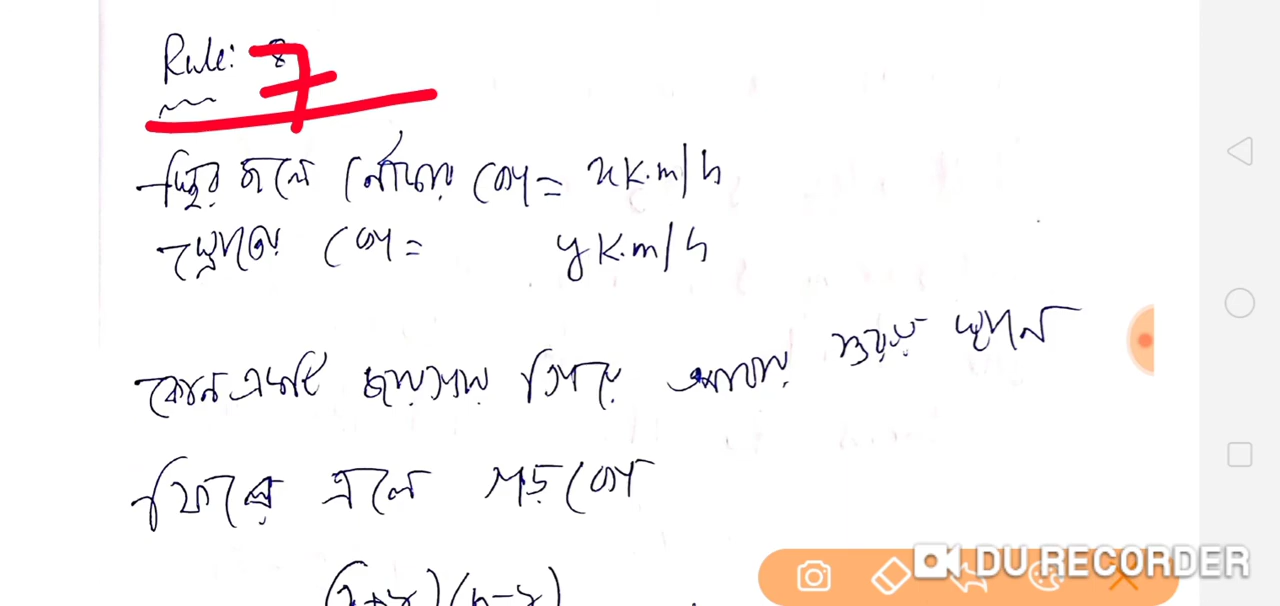 Rule: 7
স্থির জলে নৌকার বেগ = x K.m/h
স্রোতের বেগ = y K.m/h
কোন একটি জায়গায় গিয়ে আবার শুরুর স্থানে
ফিরে এলে গড় বেগ
(x+y)(x-y)
DU RECORDER